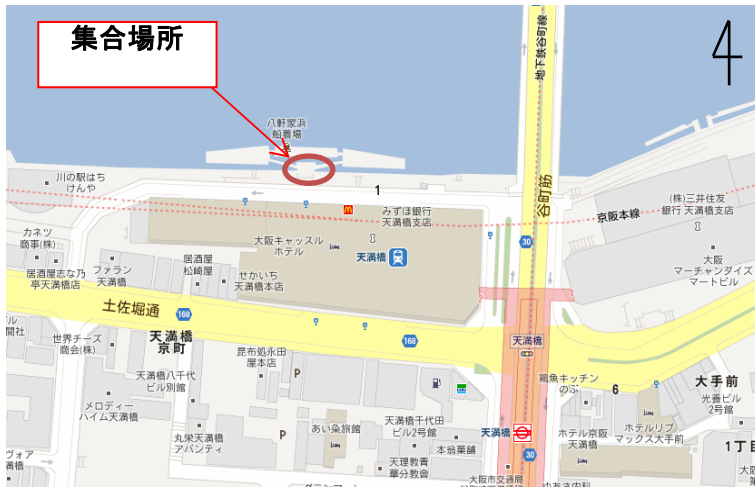 集合場所
4
地下鉄谷町線
八軒家浜
船着場
川の駅はち
けんや
1
谷町筋
(株)三井住友
銀行 天満橋支店
京阪本線
みずほ銀行
天満橋支店
カネツ
商事(株)
大阪キャッスル
ホテル
天満橋
30
大阪
マーチャンダイズ
マートビル
居酒屋志な乃
亭天満橋店
ファラン
天満橋
居酒屋
松崎屋
せかいち
天満橋本店
2
土佐堀通
168
168
天満橋
世界チーズ
商会(株)
天満橋
京町
昆布処永田
屋本店
P
天満橋八千代
ビル別館
鶏魚キッチン
のぶ
6
大手前
光養ビル
2号館
メロディー
ハイム天満橋
丸栄天満橋
アバンティ
P
あい粂旅館
天満橋千代田
ビル2号館
天満橋
ホテル京阪
天満橋
ホテルリブ
マックス大手前
本翁菓舗
天理教青
華分教會
30
大阪市交通局
1丁目